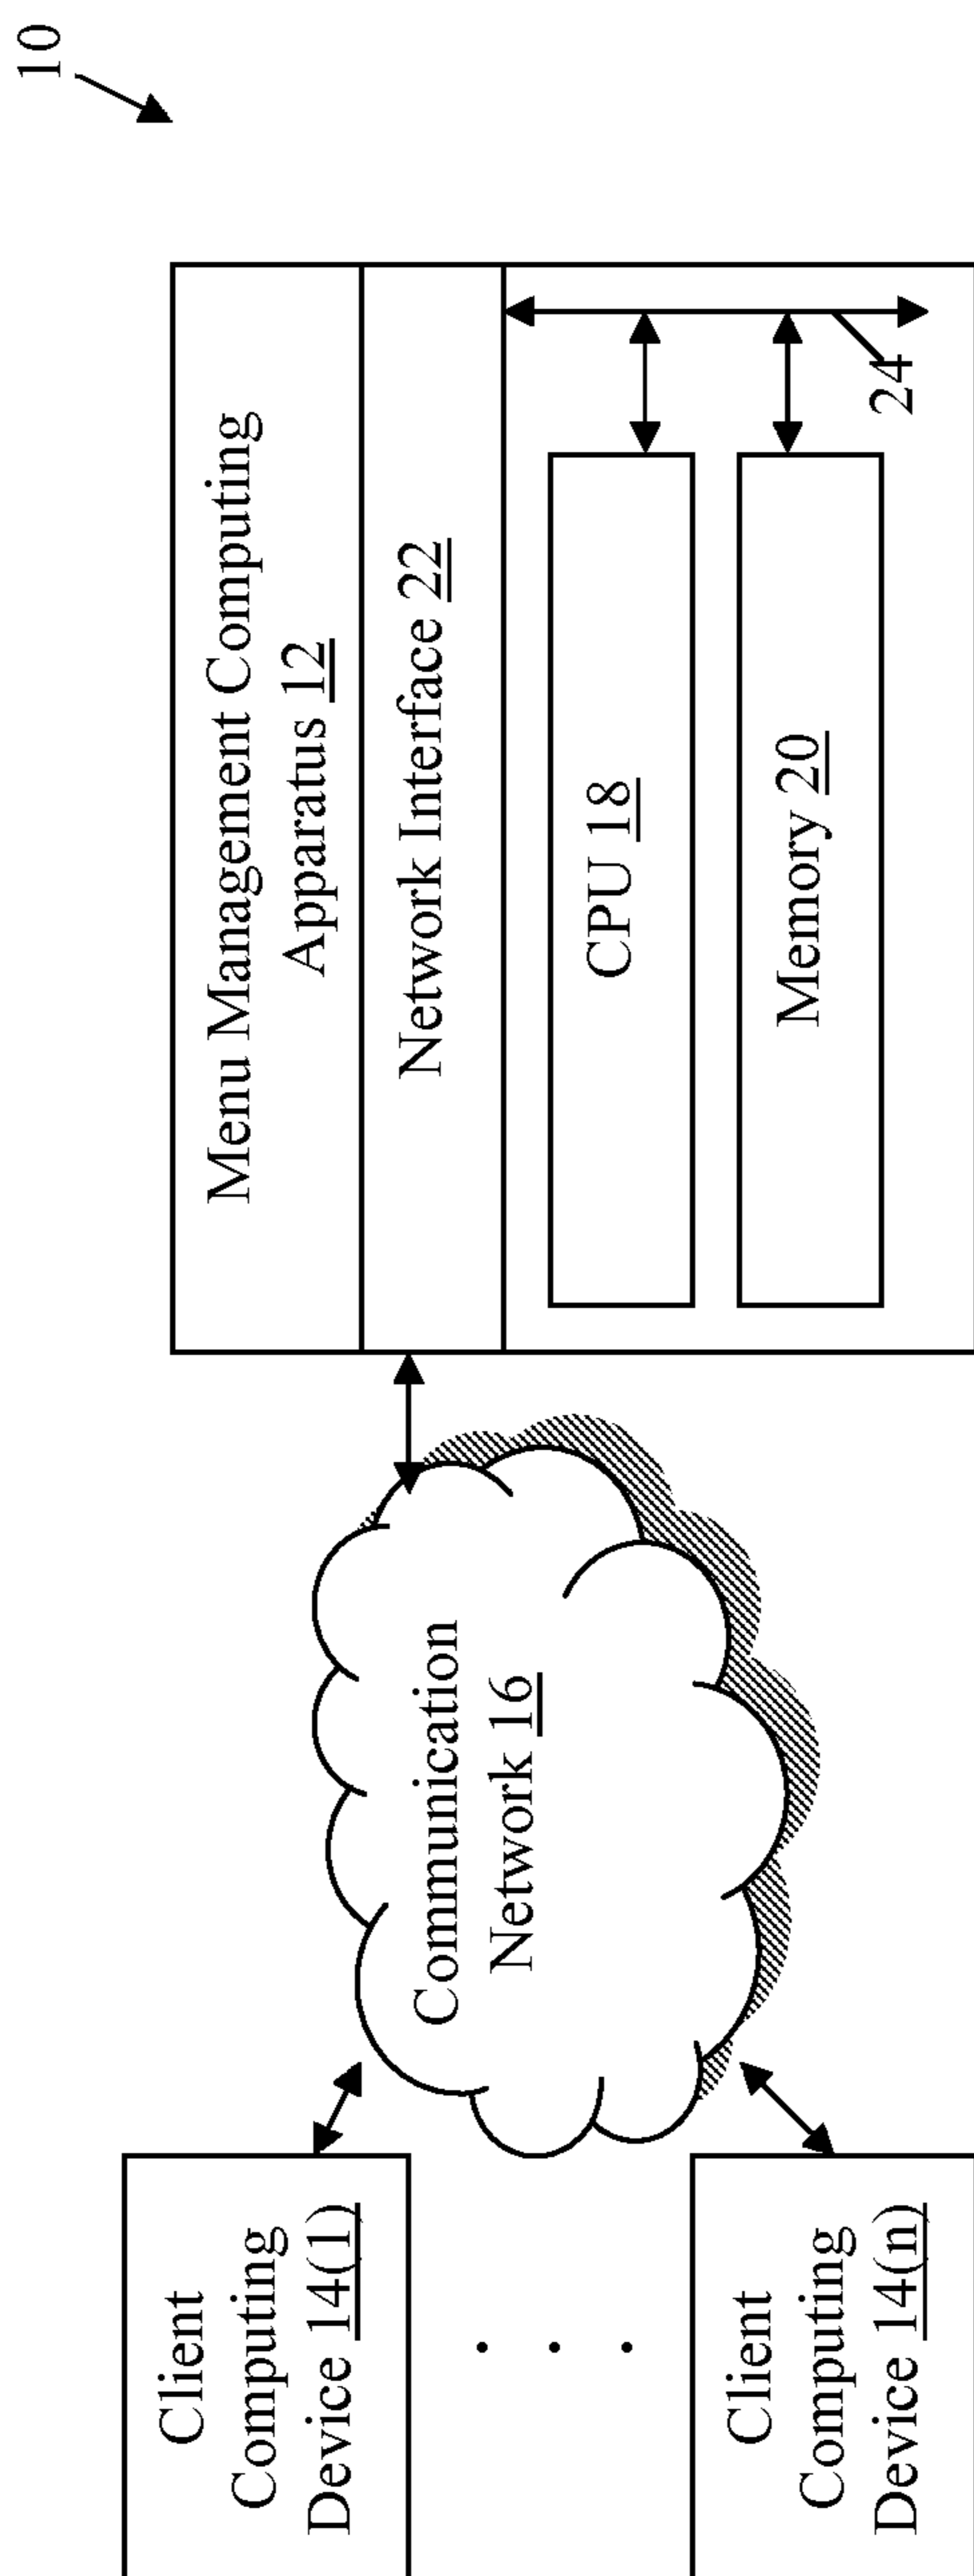 10
Menu Management Computing
Apparatus 12
Network Interface 22
CPU 18
Memory 20
24
Communication
Network 16
Client
Computing
Device 14(1)
Client
Computing
Device 14(n)